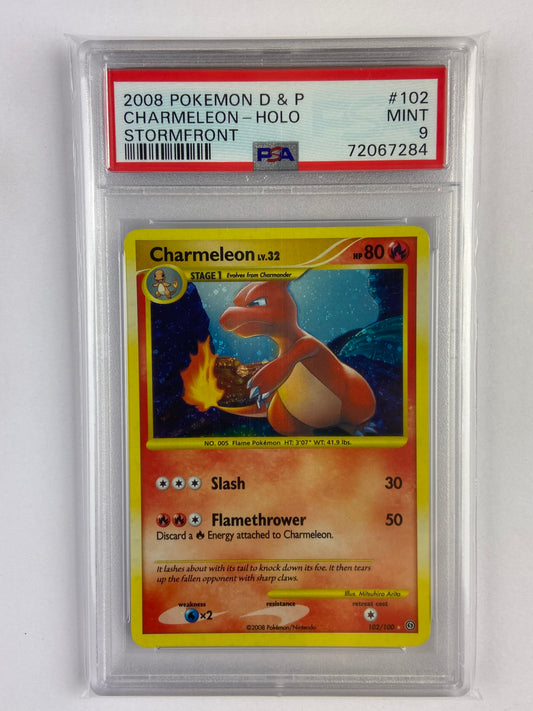 2008 POKEMON D & P #102
CHARMELEON - HOLO MINT
STORMFRONT 9
PSA 72067284
Charmeleon LV.32 HP 80
STAGE 1 Evolves from Charmander
NO. 005 Flame Pokémon HT: 3'07" WT: 41.9 lbs.
Slash 30
Flamethrower 50
Discard a Energy attached to Charmeleon.
It lashes about with its tail to knock down its foe. It then tears
up the fallen opponent with sharp claws.
Illus. Mitsuhiro Arita
weakness resistance retreat cost
×2
©2008 Pokémon/Nintendo 102/100